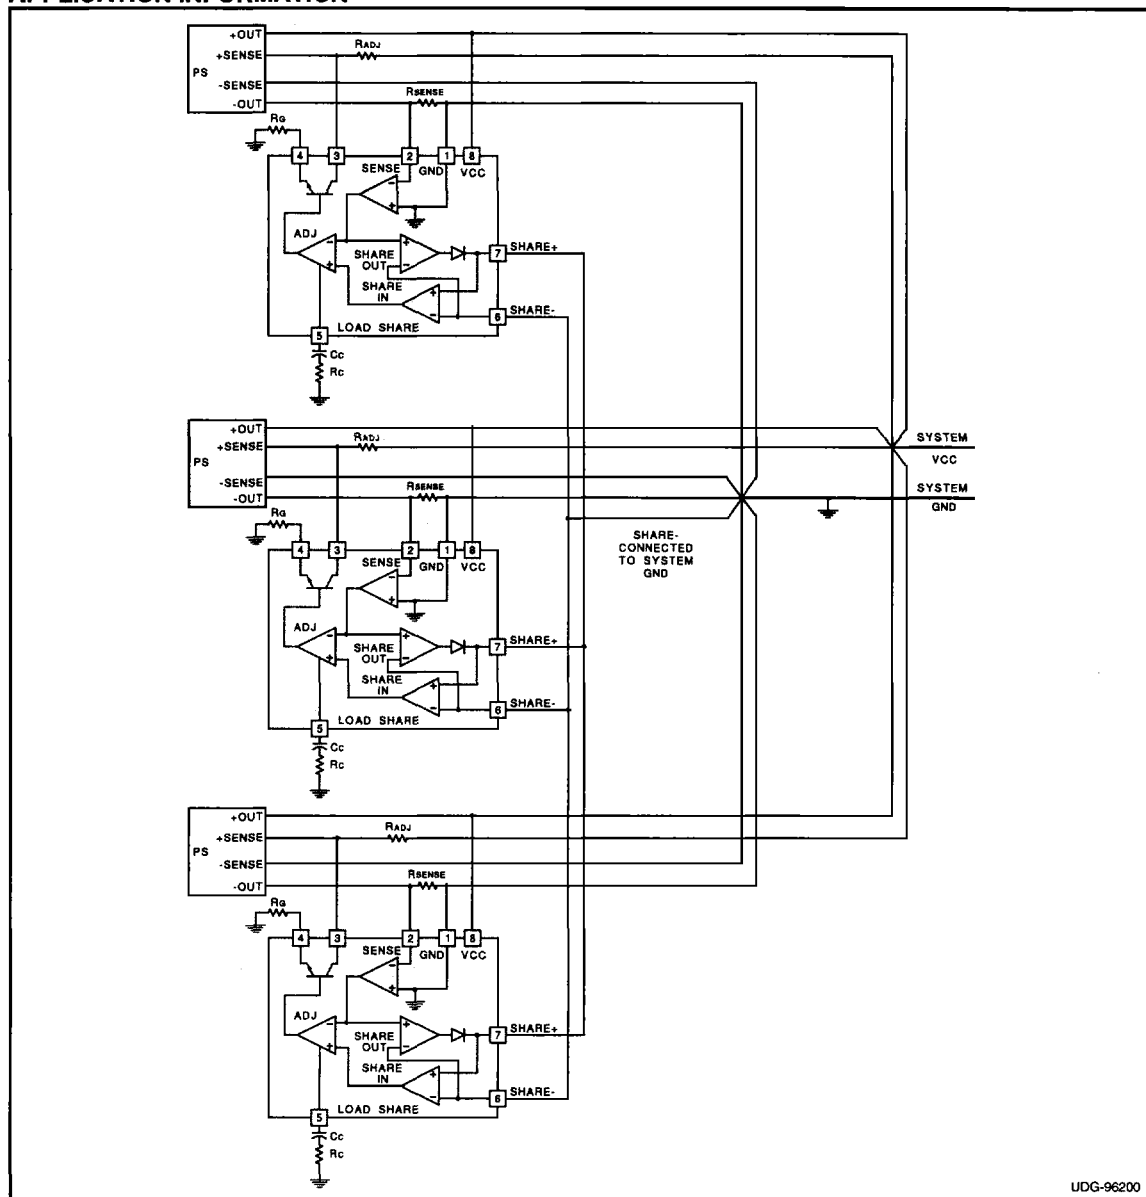 APPLICATION INFORMATION
+OUT
+SENSE
PS
-SENSE
-OUT
RADJ
RSENSE
RG
4
3
2
1
8
SENSE
GND
VCC
ADJ
SHARE
OUT
SHARE
IN
7
SHARE+
6
SHARE-
5
LOAD SHARE
CC
RC
+OUT
+SENSE
PS
-SENSE
-OUT
RADJ
RSENSE
RG
SYSTEM
VCC
SYSTEM
GND
SHARE-
CONNECTED
TO SYSTEM
GND
4
3
2
1
8
SENSE
GND
VCC
ADJ
SHARE
OUT
SHARE
IN
7
SHARE+
6
SHARE-
5
LOAD SHARE
CC
RC
+OUT
+SENSE
PS
-SENSE
-OUT
RADJ
RSENSE
RG
4
3
2
1
8
SENSE
GND
VCC
ADJ
SHARE
OUT
SHARE
IN
7
SHARE+
6
SHARE-
5
LOAD SHARE
CC
RC
UDG-96200